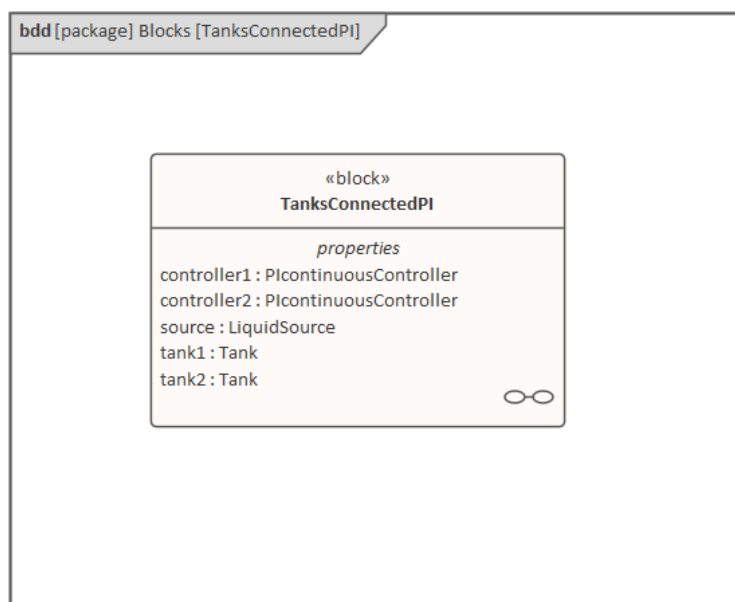 bdd [package] Blocks [TanksConnectedPI]
«block»
TanksConnectedPI
properties
controller1 : PIcontinuousController
controller2 : PIcontinuousController
source : LiquidSource
tank1 : Tank
tank2 : Tank